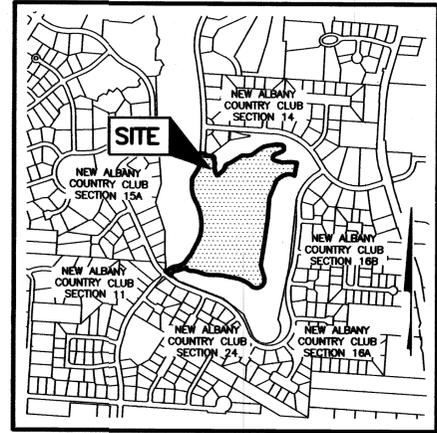 NEW ALBANY
COUNTRY CLUB
SECTION 14
SITE
NEW ALBANY
COUNTRY CLUB
SECTION 15A
NEW ALBANY
COUNTRY CLUB
SECTION 16B
NEW ALBANY
COUNTRY CLUB
SECTION 11
NEW ALBANY
COUNTRY CLUB
SECTION 24
NEW ALBANY
COUNTRY CLUB
SECTION 16A